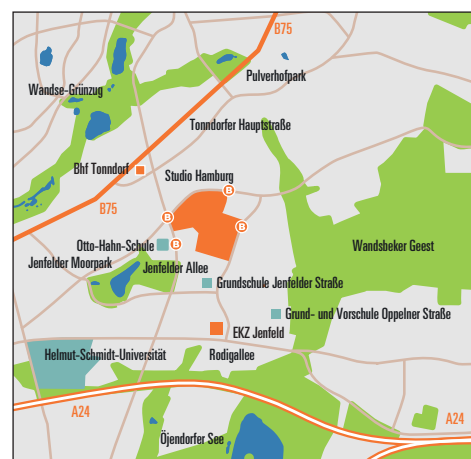 B75
Pulverhofpark
Wandse-Grünzug
Tonndorfer Hauptstraße
Bhf Tonndorf
Studio Hamburg
B
B75
B
B
Otto-Hahn-Schule
B
Wandsbeker Geest
Jenfelder Moorpark
Jenfelder Allee
Grundschule Jenfelder Straße
Grund- und Vorschule Oppelner Straße
EKZ Jenfeld
Helmut-Schmidt-Universität
Rodigallee
A24
A24
Öjendorfer See